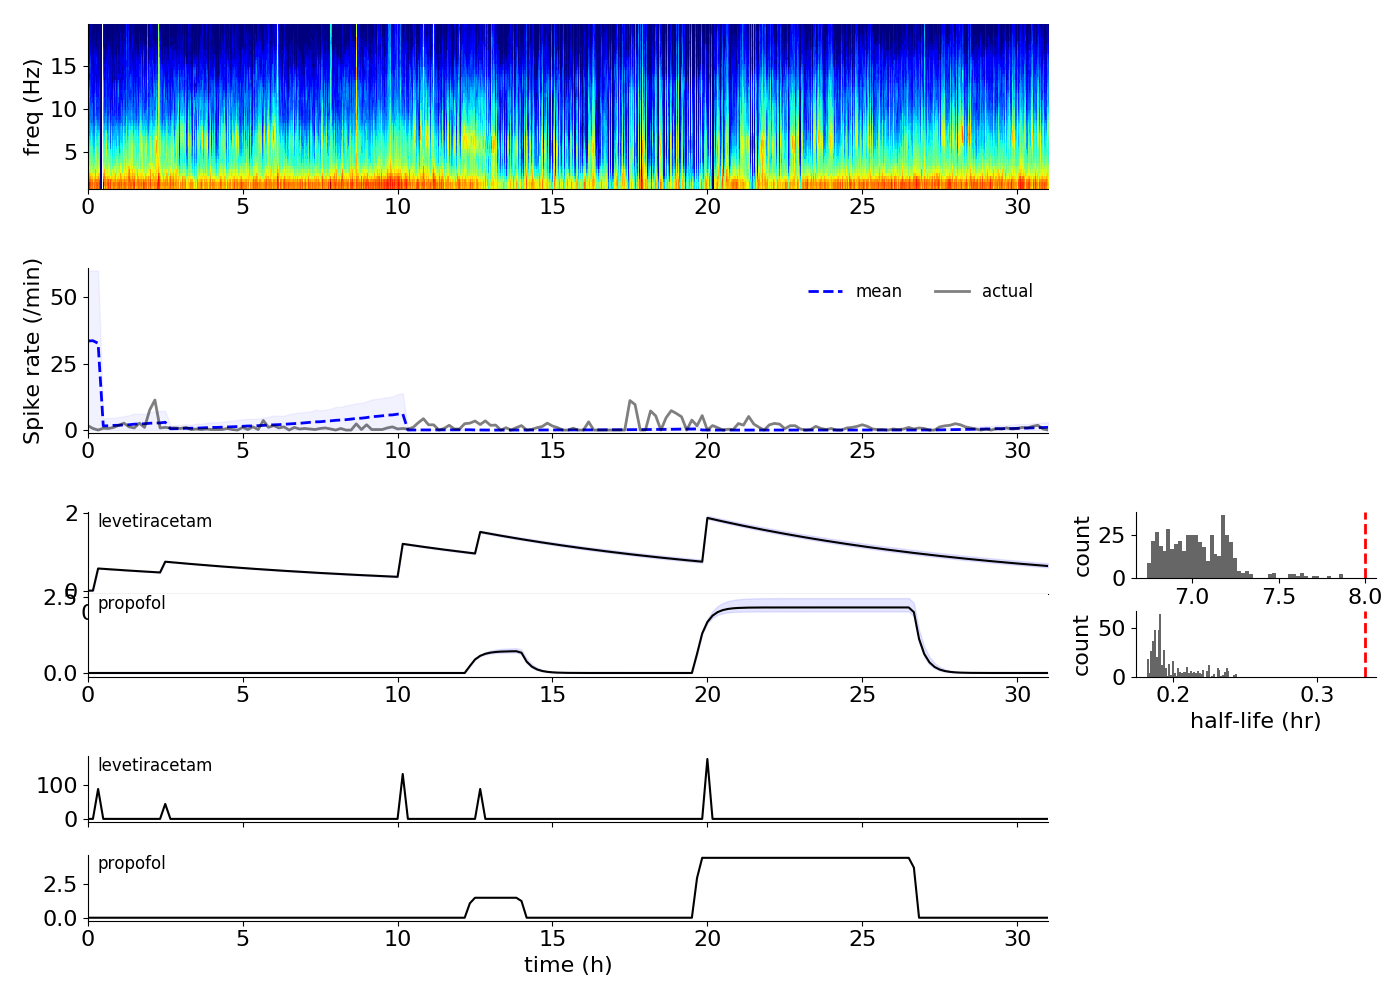 freq (Hz)
15
10
5
0 5 10 15 20 25 30
Spike rate (/min)
50
25
0
mean actual
0 5 10 15 20 25 30
2
0
levetiracetam
count
25
0
7.0 7.5 8.0
2.5
0.0
propofol
0 5 10 15 20 25 30
count
50
0
0.2 0.3
half-life (hr)
100
0
levetiracetam
2.5
0.0
propofol
0 5 10 15 20 25 30
time (h)